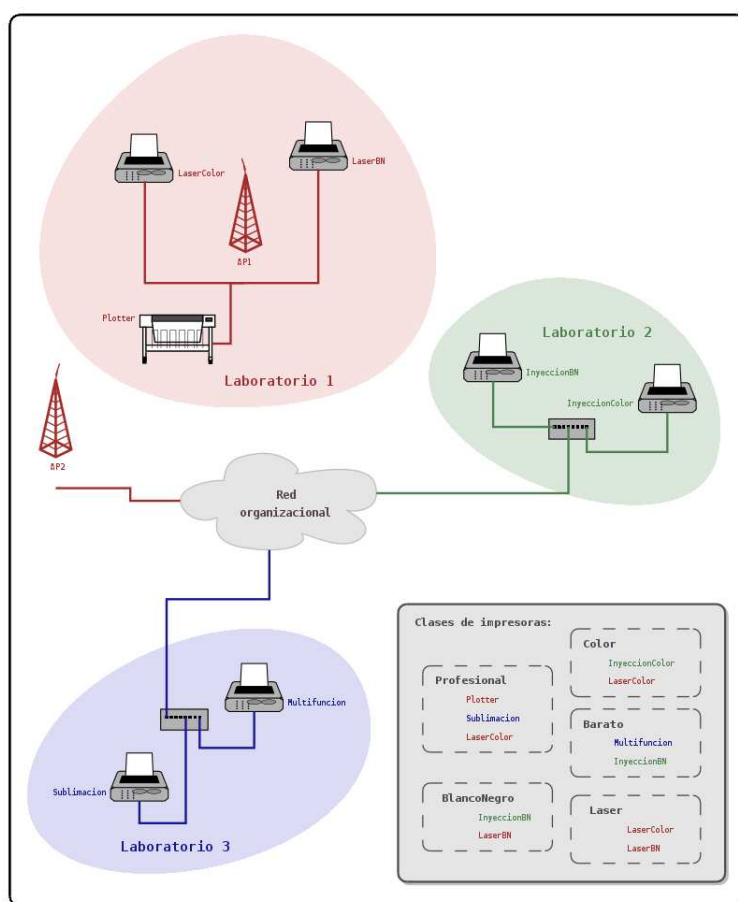 LaserColor
LaserBN
AP1
Plotter
Laboratorio 1
Laboratorio 2
InyeccionBN
InyeccionColor
AP2
Red
organizacional
Multifuncion
Sublimacion
Laboratorio 3
Clases de impresoras:
Profesional
Plotter
Sublimacion
LaserColor
BlancoNegro
InyeccionBN
LaserBN
Color
InyeccionColor
LaserColor
Barato
Multifuncion
InyeccionBN
Laser
LaserColor
LaserBN